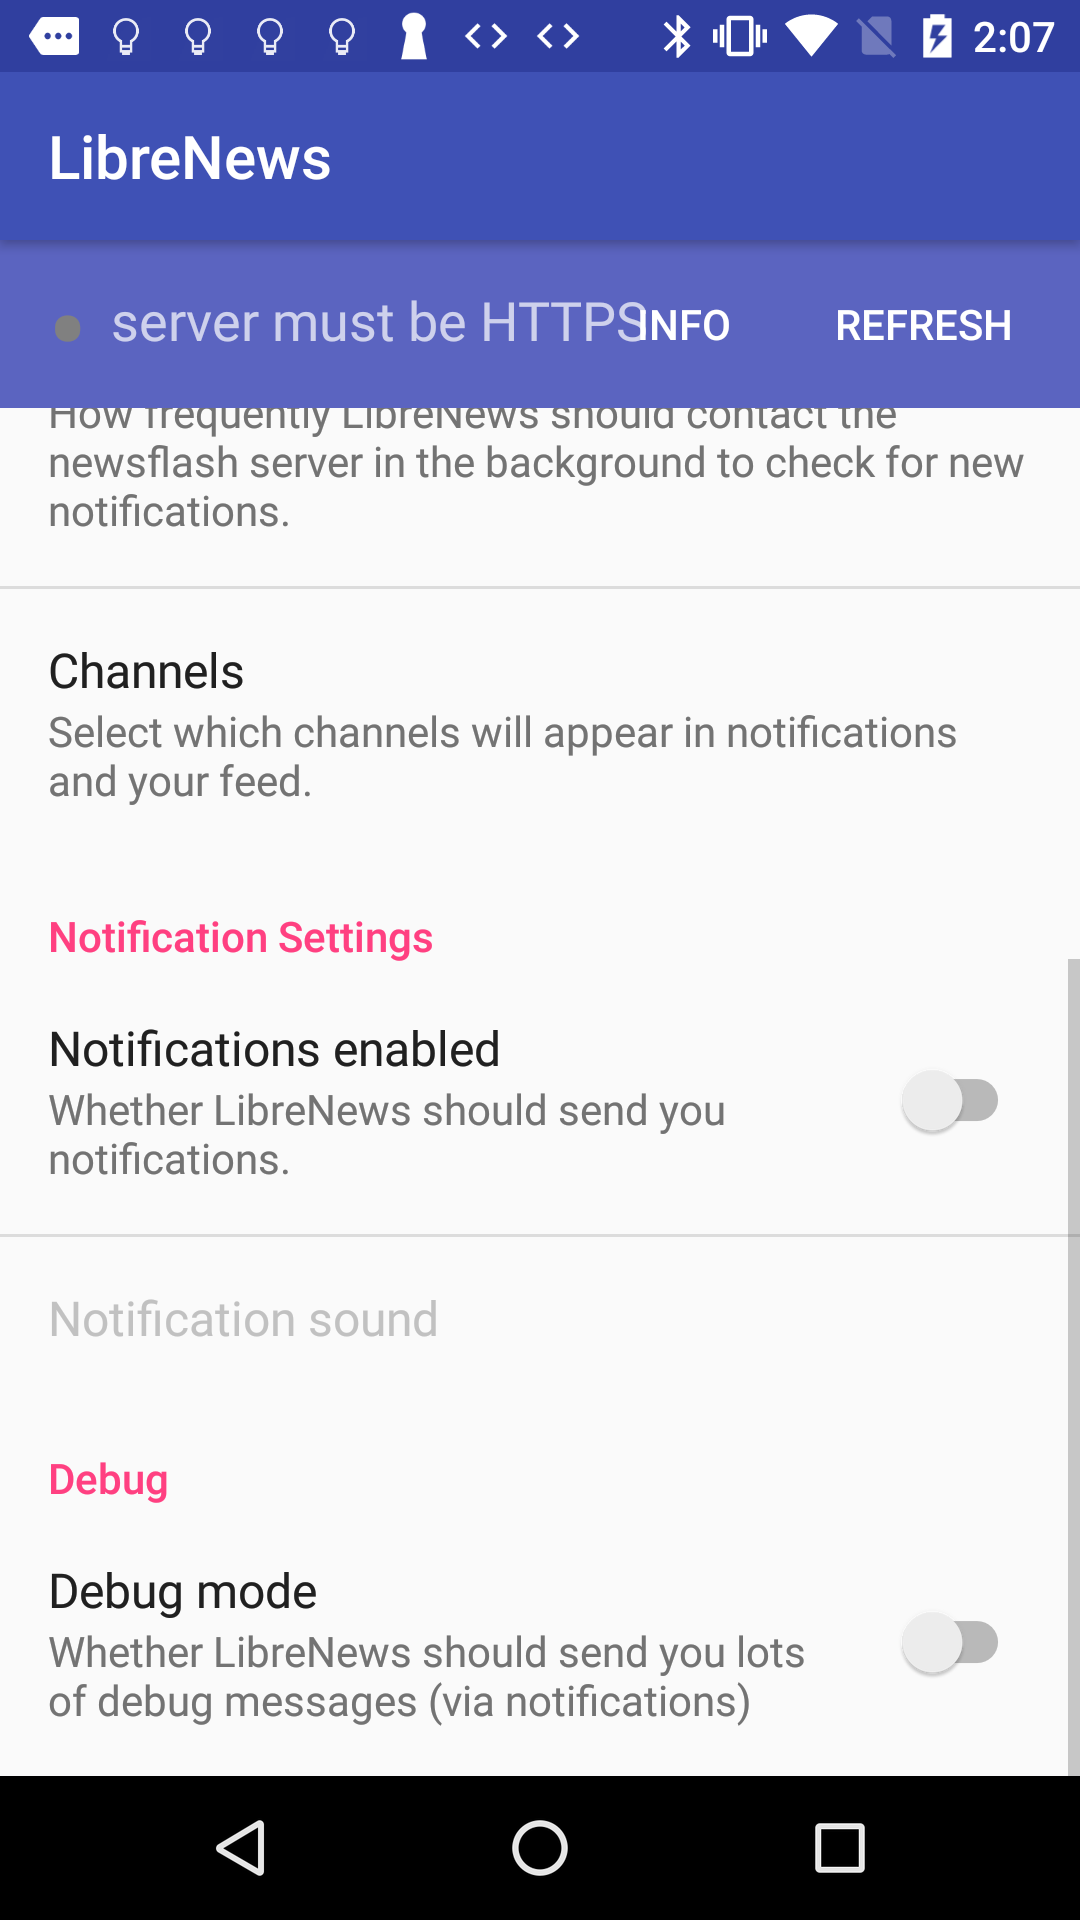 2:07
LibreNews
server must be HTTPS
INFO
REFRESH
How frequently LibreNews should contact the
newsflash server in the background to check for new
notifications.
Channels
Select which channels will appear in notifications
and your feed.
Notification Settings
Notifications enabled
Whether LibreNews should send you
notifications.
Notification sound
Debug
Debug mode
Whether LibreNews should send you lots
of debug messages (via notifications)